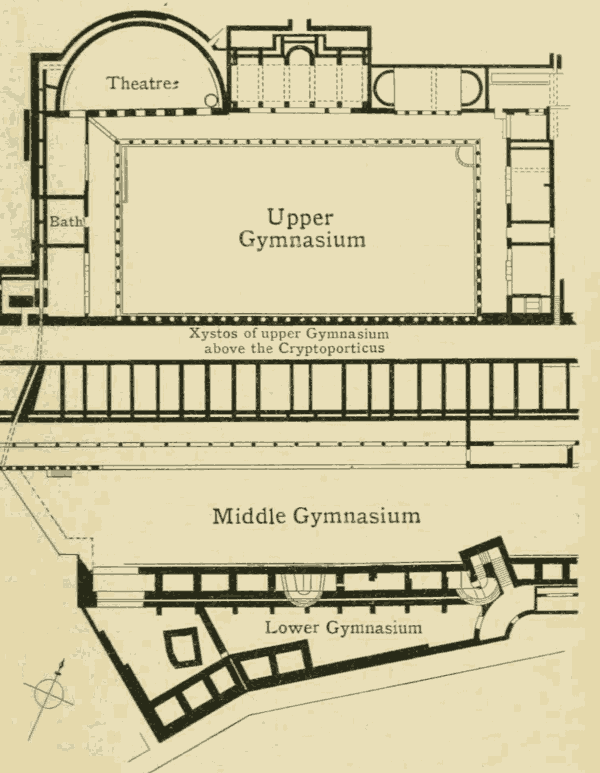 Theatre
Bath
Upper
Gymnasium
Xystos of upper Gymnasium
above the Cryptoporticus
Middle Gymnasium
Lower Gymnasium